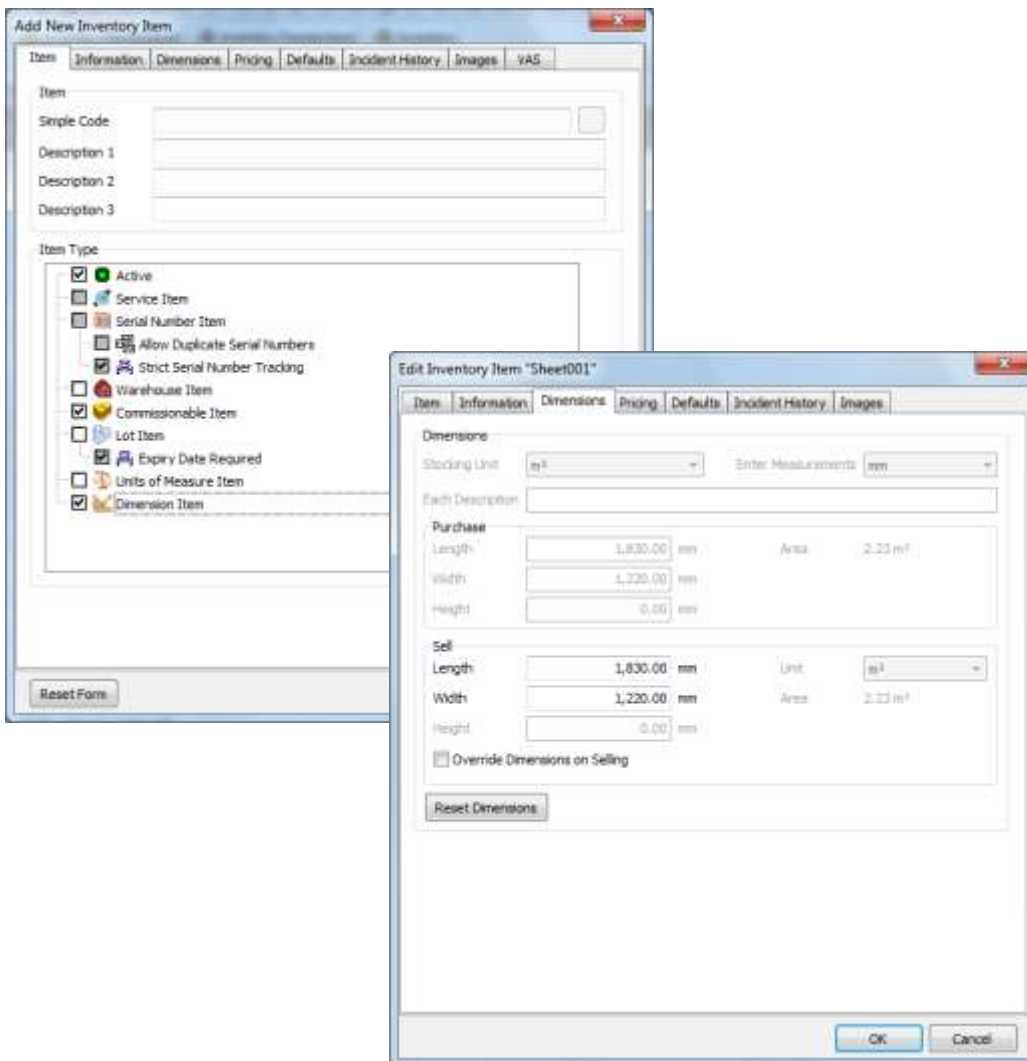 Add New Inventory Item
Item Information Dimensions Pricing Defaults Incident History Images VAS
Item
Simple Code
Description 1
Description 2
Description 3
Item Type
Active
Service Item
Serial Number Item
Allow Duplicate Serial Numbers
Strict Serial Number Tracking
Warehouse Item
Commissionable Item
Lot Item
Expiry Date Required
Units of Measure Item
Dimension Item
Reset Form
Edit Inventory Item "Sheet001"
Item Information Dimensions Pricing Defaults Incident History Images
Dimensions
Stocking Unit m² Enter Measurements mm
Each Description
Purchase
Length 1,830.00 mm Area 2.23 m²
Width 1,220.00 mm
Height 0.00 mm
Sell
Length 1,830.00 mm Unit m²
Width 1,220.00 mm Area 2.23 m²
Height 0.00 mm
Override Dimensions on Selling
Reset Dimensions
OK Cancel